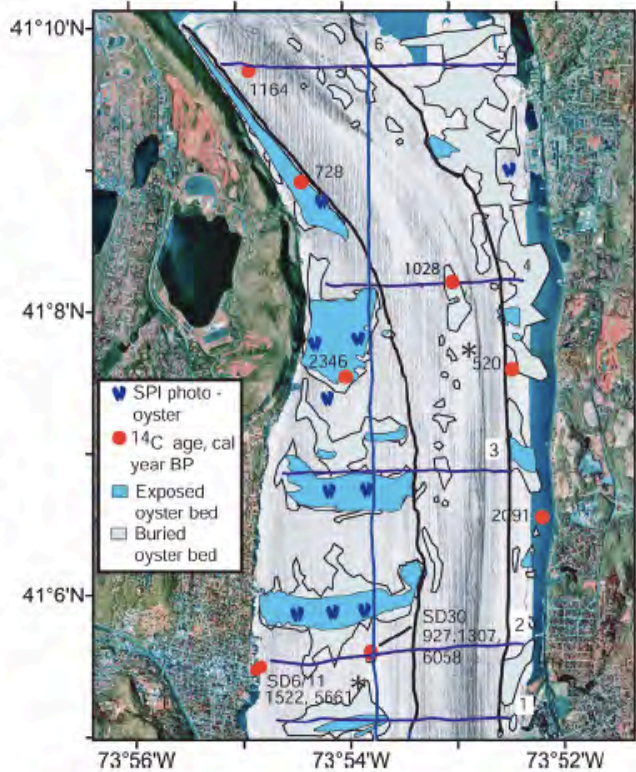 41°10'N
6
5
1164
728
1028
4
41°8'N
2346
520
SPI photo -
oyster
14C age, cal
year BP
Exposed
oyster bed
Buried
oyster bed
3
2091
41°6'N
SD30
927,1307,
6058
2
SD6/11
1522, 5661
1
73°56'W
73°54'W
73°52'W